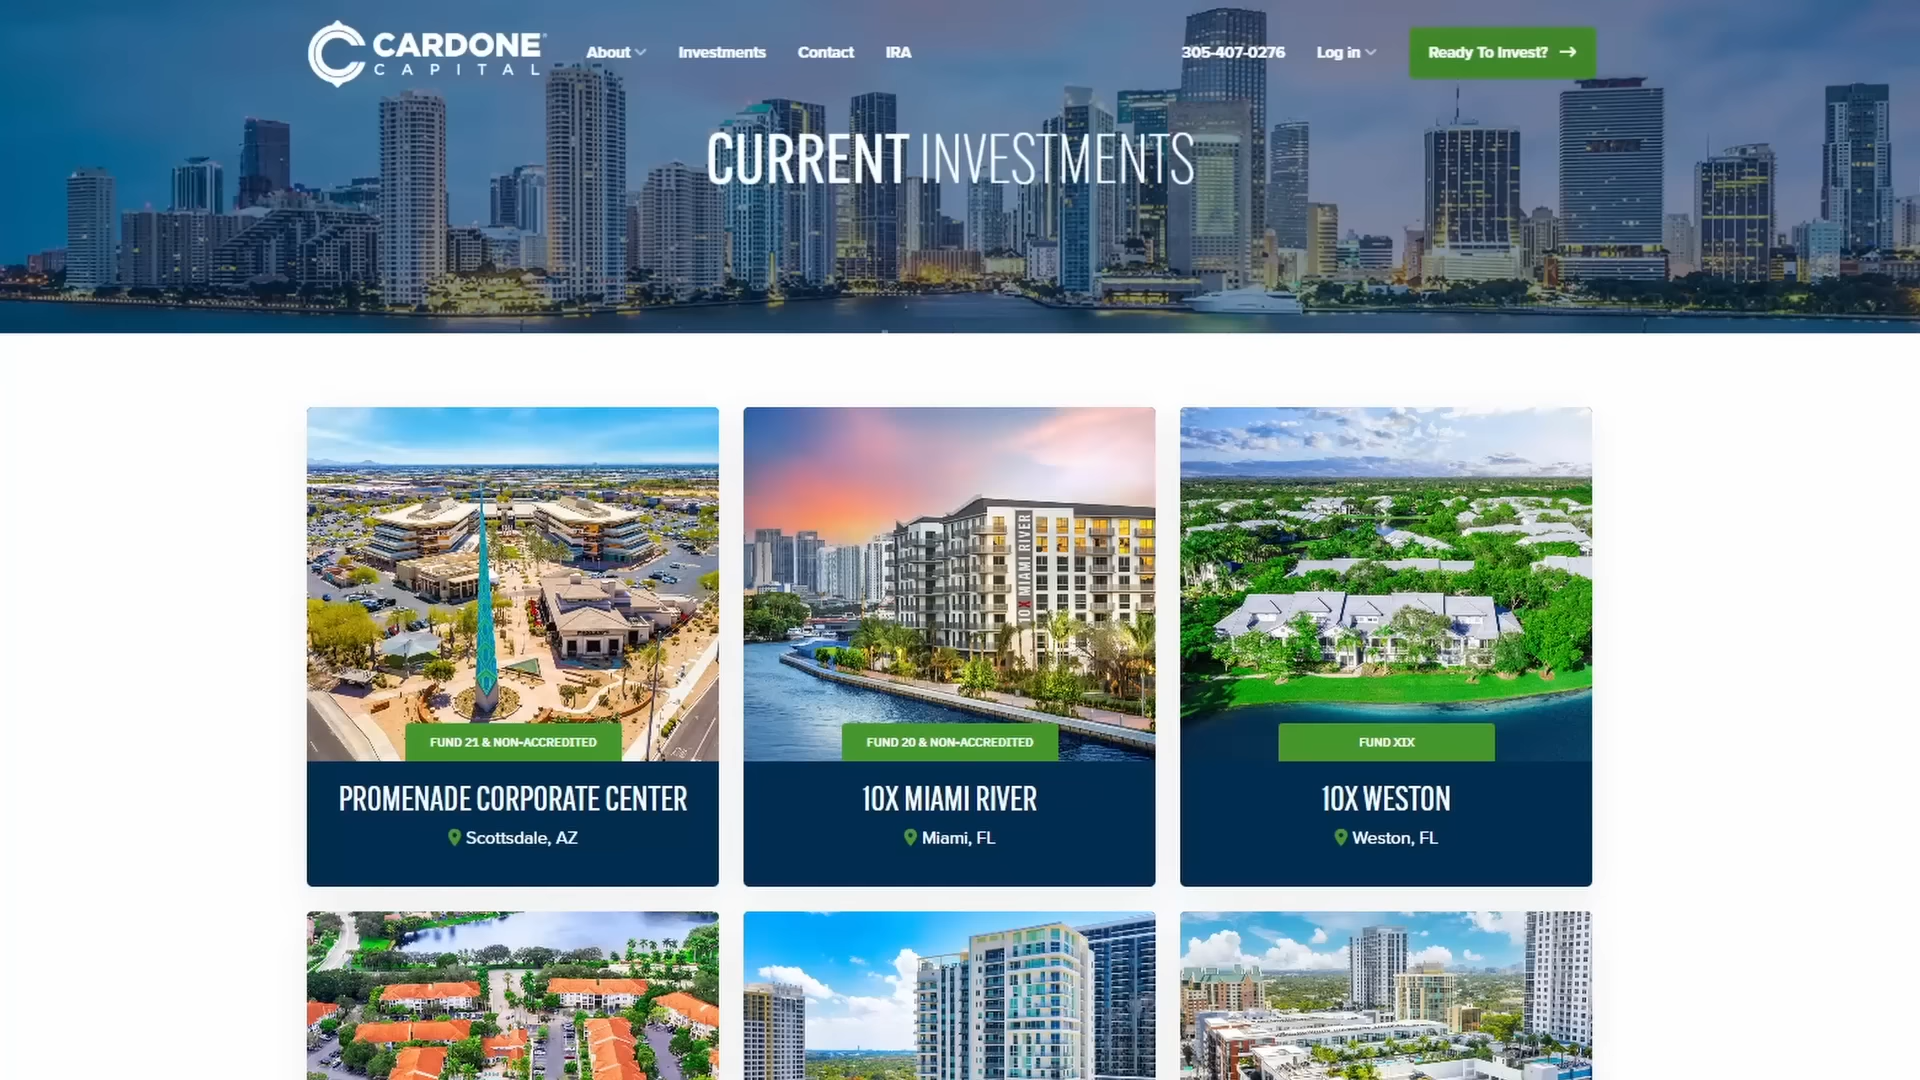 CARDONE
CAPITAL
About
Investments
Contact
IRA
305-407-0276
Log in
Ready To Invest?
CURRENT INVESTMENTS
10X MIAMI RIVER
FUND 21 & NON-ACCREDITED
FUND 20 & NON-ACCREDITED
FUND XIX
PROMENADE CORPORATE CENTER
10X MIAMI RIVER
10X WESTON
Scottsdale, AZ
Miami, FL
Weston, FL